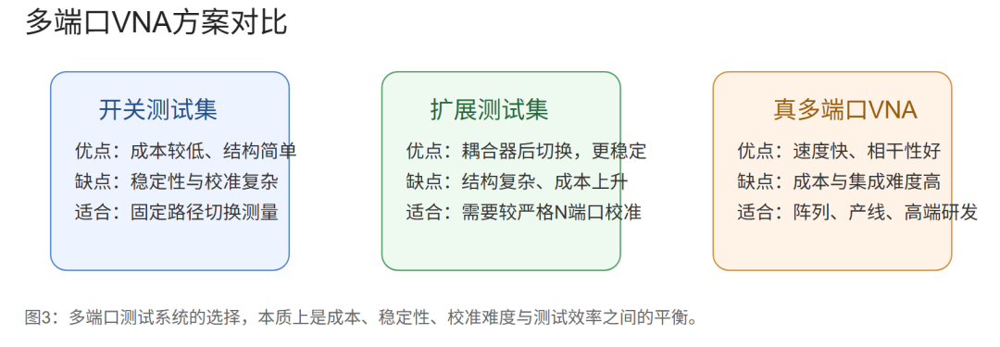 多端口VNA方案对比
开关测试集
优点：成本较低、结构简单
缺点：稳定性与校准复杂
适合：固定路径切换测量
扩展测试集
优点：耦合器后切换，更稳定
缺点：结构复杂、成本上升
适合：需要较严格N端口校准
真多端口VNA
优点：速度快、相干性好
缺点：成本与集成难度高
适合：阵列、产线、高端研发
图3：多端口测试系统的选择，本质上是成本、稳定性、校准难度与测试效率之间的平衡。